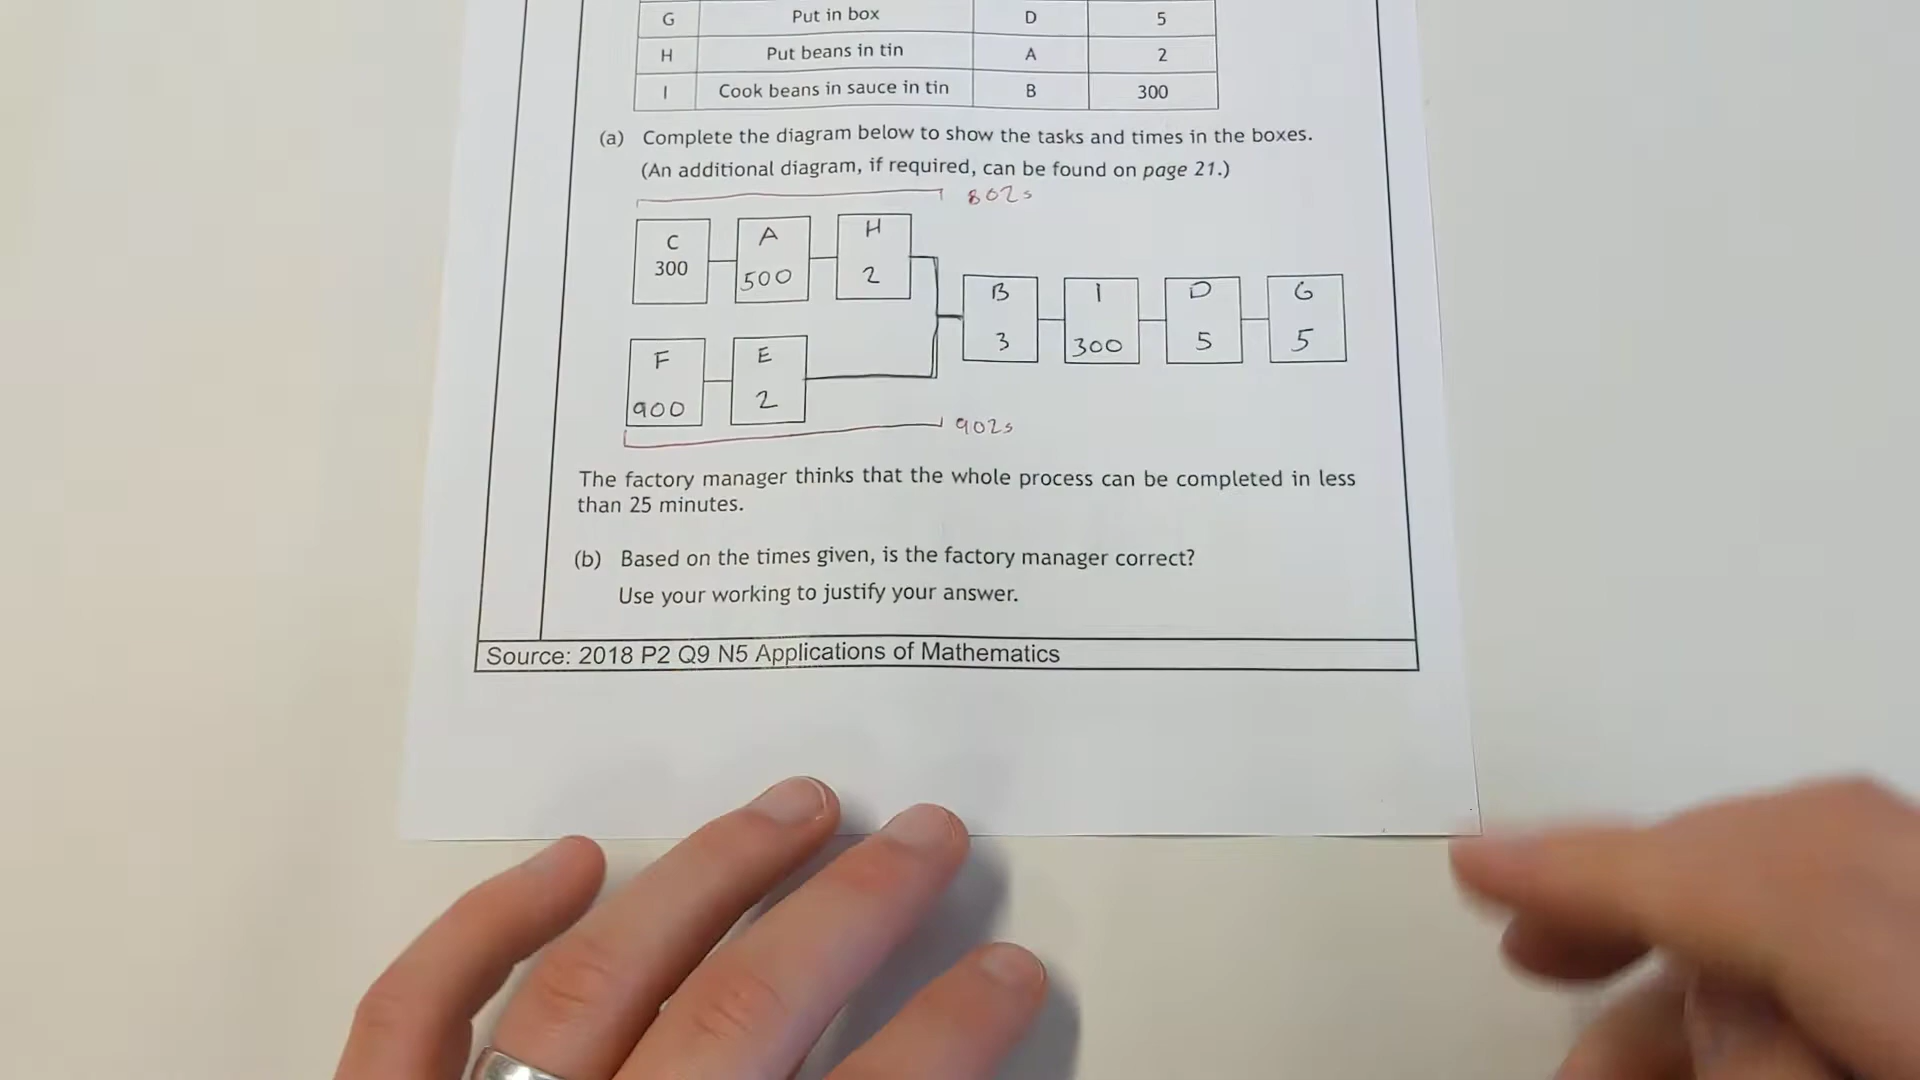 G Put in box D 5
H Put beans in tin A 2
I Cook beans in sauce in tin B 300
(a) Complete the diagram below to show the tasks and times in the boxes.
(An additional diagram, if required, can be found on page 21.)
802s
C A H
300 500 2
B I D G
3 300 5 5
F E
900 2
902s
The factory manager thinks that the whole process can be completed in less
than 25 minutes.
(b) Based on the times given, is the factory manager correct?
Use your working to justify your answer.
Source: 2018 P2 Q9 N5 Applications of Mathematics